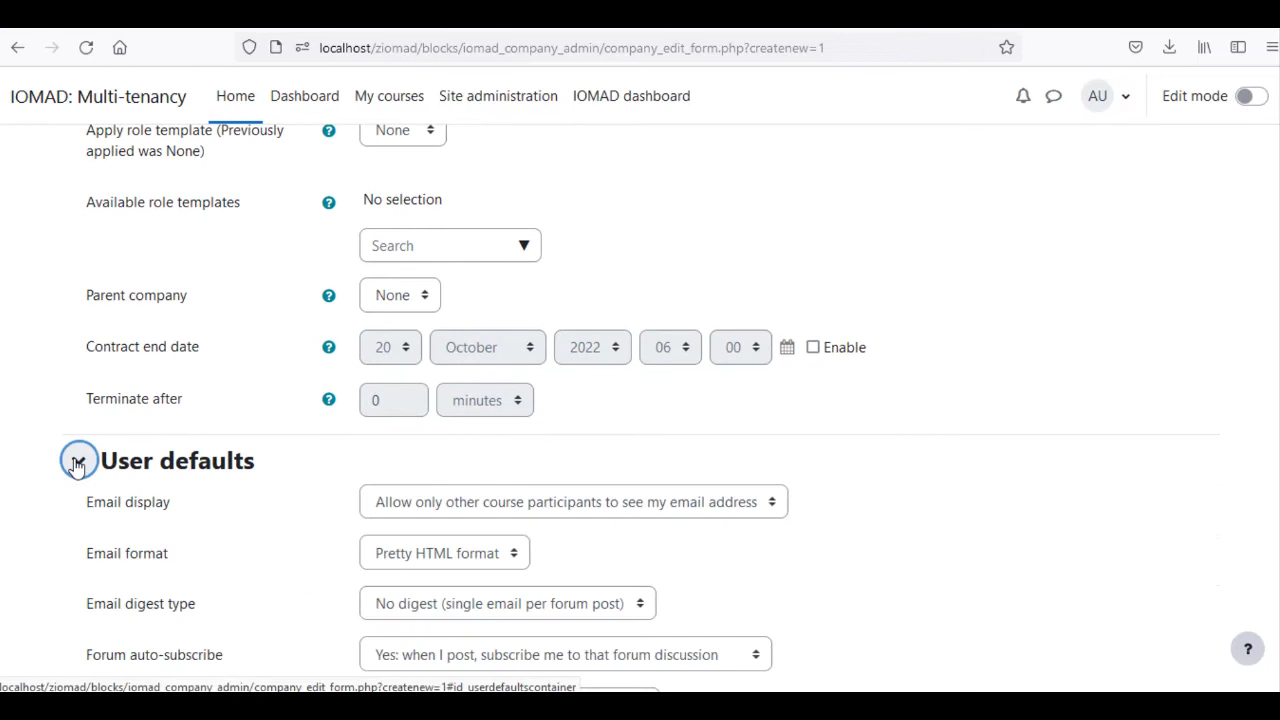 localhost/ziomad/blocks/iomad_company_admin/company_edit_form.php?createnew=1
IOMAD: Multi-tenancy Home Dashboard My courses Site administration IOMAD dashboard AU Edit mode
Apply role template (Previously applied was None) ? None
Available role templates ? No selection
Search
Parent company ? None
Contract end date ? 20 October 2022 06 00 Enable
Terminate after ? 0 minutes
User defaults
Email display Allow only other course participants to see my email address
Email format Pretty HTML format
Email digest type No digest (single email per forum post)
Forum auto-subscribe Yes: when I post, subscribe me to that forum discussion
?
localhost/ziomad/blocks/iomad_company_admin/company_edit_form.php?createnew=1#id_userdefaultscontainer